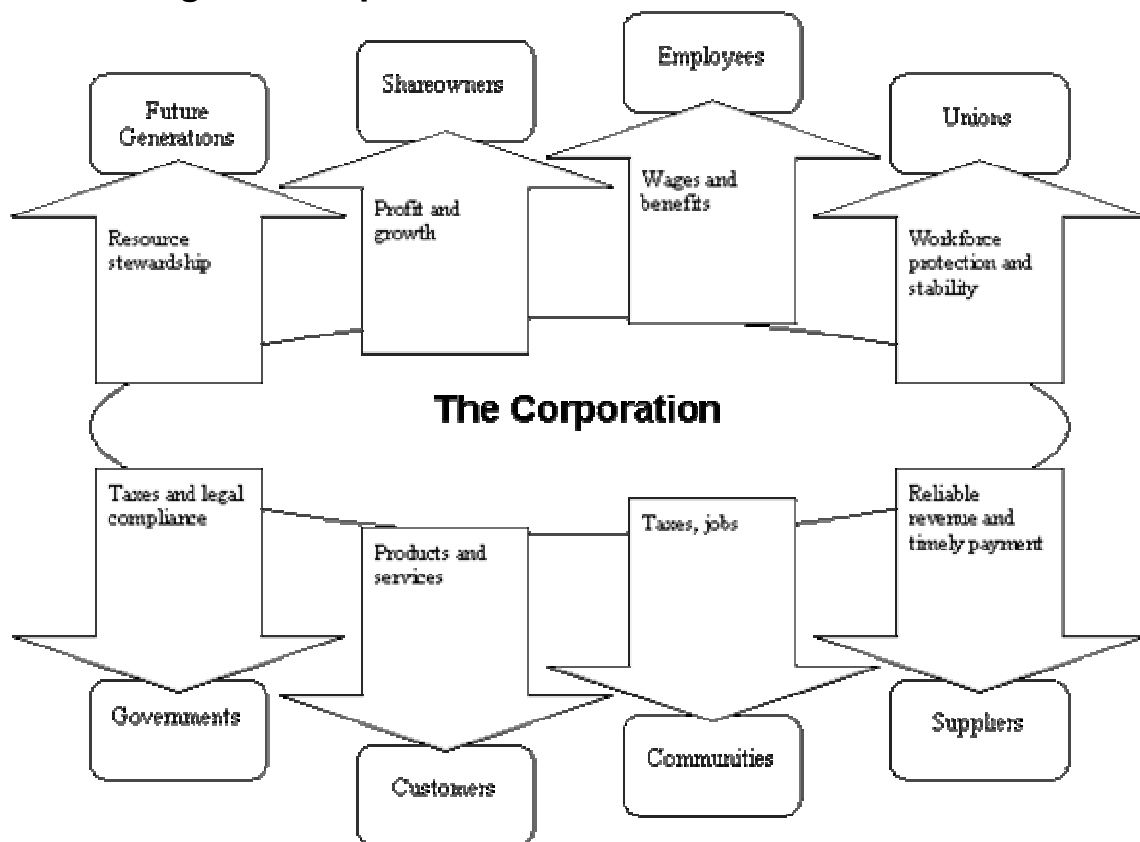 Future
Generations
Shareowners
Employees
Unions
Resource
stewardship
Profit and
growth
Wages and
benefits
Workforce
protection and
stability
The Corporation
Taxes and legal
compliance
Products and
services
Taxes, jobs
Reliable
revenue and
timely payment
Governments
Customers
Communities
Suppliers